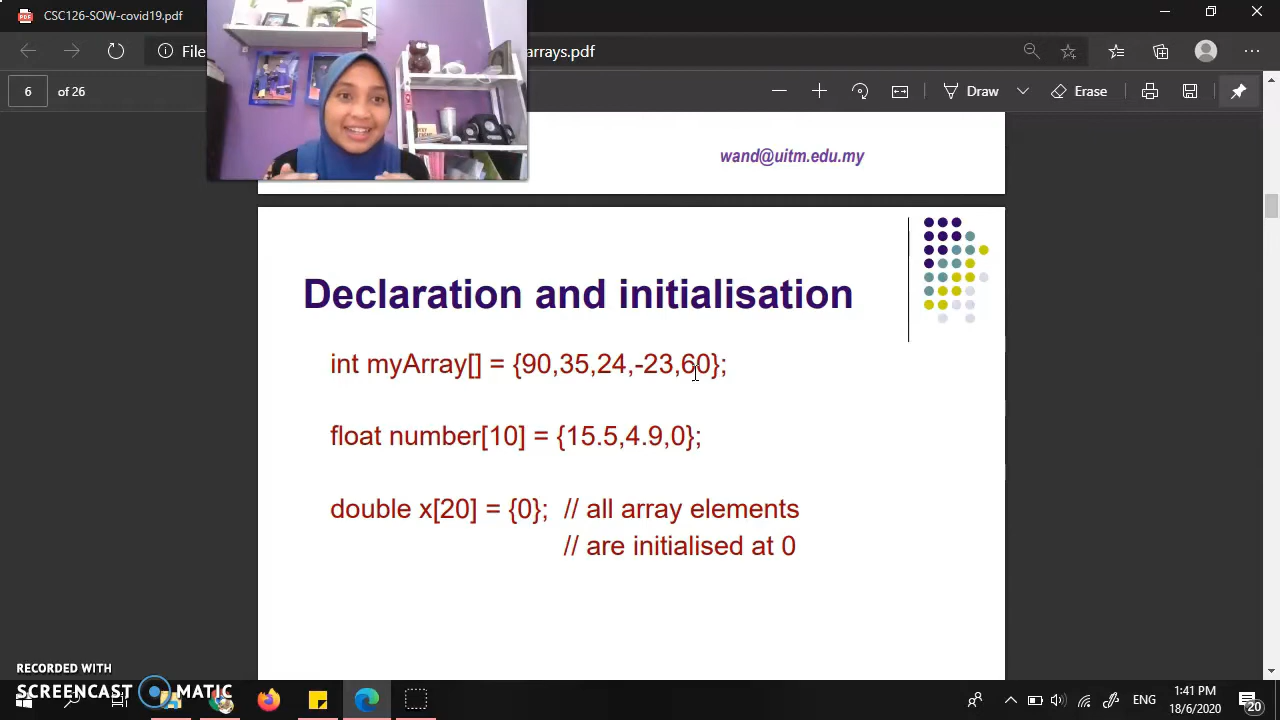 CSC SOW-covid19.pdf
File
arrays.pdf
6 of 26
Draw
Erase
wand@uitm.edu.my
Declaration and initialisation
int myArray[] = {90,35,24,-23,60};
float number[10] = {15.5,4.9,0};
double x[20] = {0}; // all array elements
// are initialised at 0
RECORDED WITH
SCREENCAST MATIC
ENG
1:41 PM
18/6/2020
20